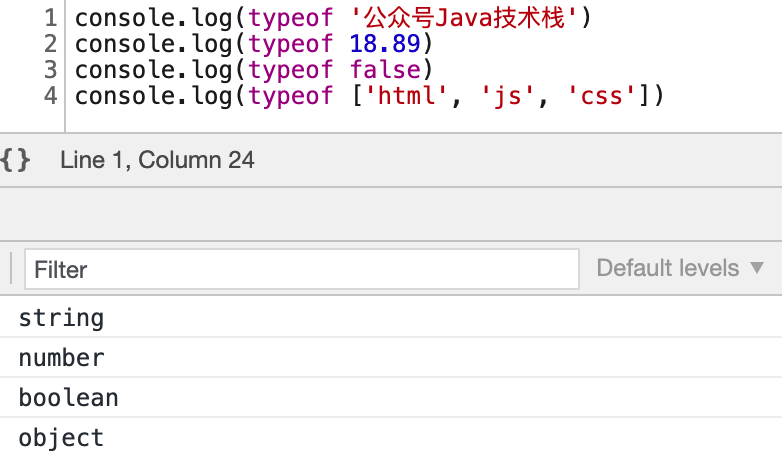 1 console.log(typeof '公众号Java技术栈')
2 console.log(typeof 18.89)
3 console.log(typeof false)
4 console.log(typeof ['html', 'js', 'css'])
{} Line 1, Column 24
Filter Default levels ▼
string
number
boolean
object